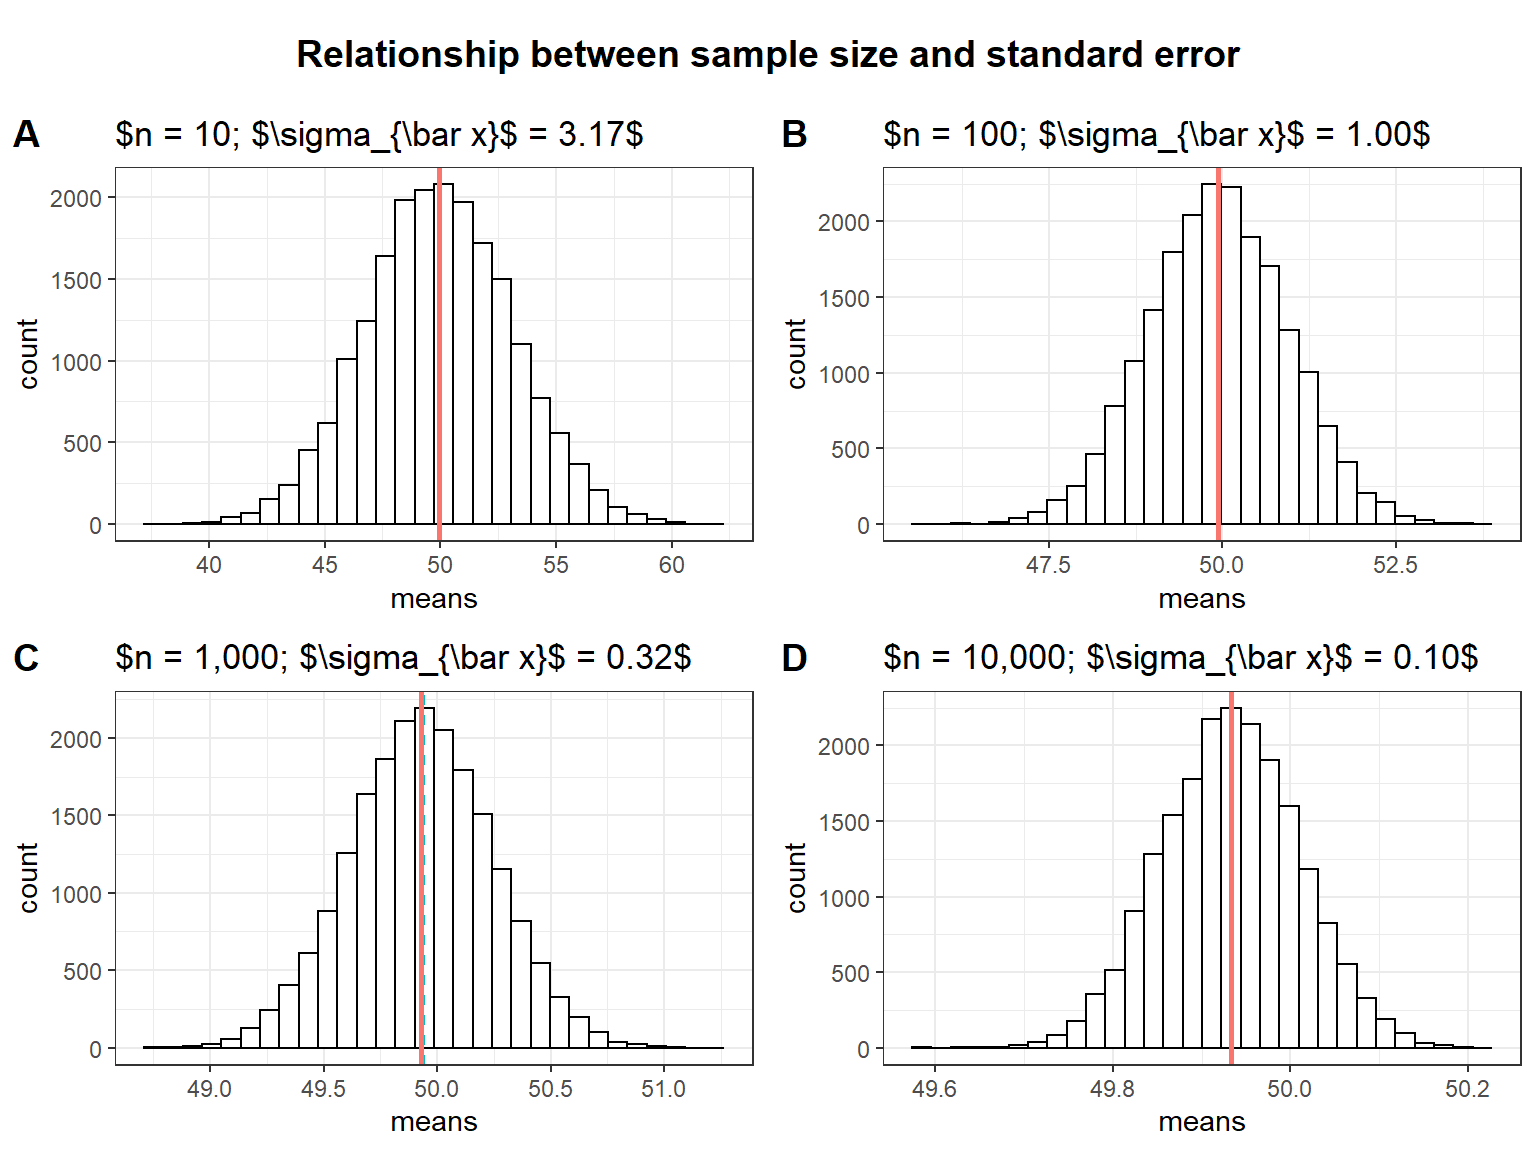 Relationship between sample size and standard error
A
$n = 10; $\sigma_{\bar x}$ = 3.17$
count
2000
1500
1000
500
0
40 45 50 55 60
means
B
$n = 100; $\sigma_{\bar x}$ = 1.00$
count
2000
1500
1000
500
0
47.5 50.0 52.5
means
C
$n = 1,000; $\sigma_{\bar x}$ = 0.32$
count
2000
1500
1000
500
0
49.0 49.5 50.0 50.5 51.0
means
D
$n = 10,000; $\sigma_{\bar x}$ = 0.10$
count
2000
1500
1000
500
0
49.6 49.8 50.0 50.2
means